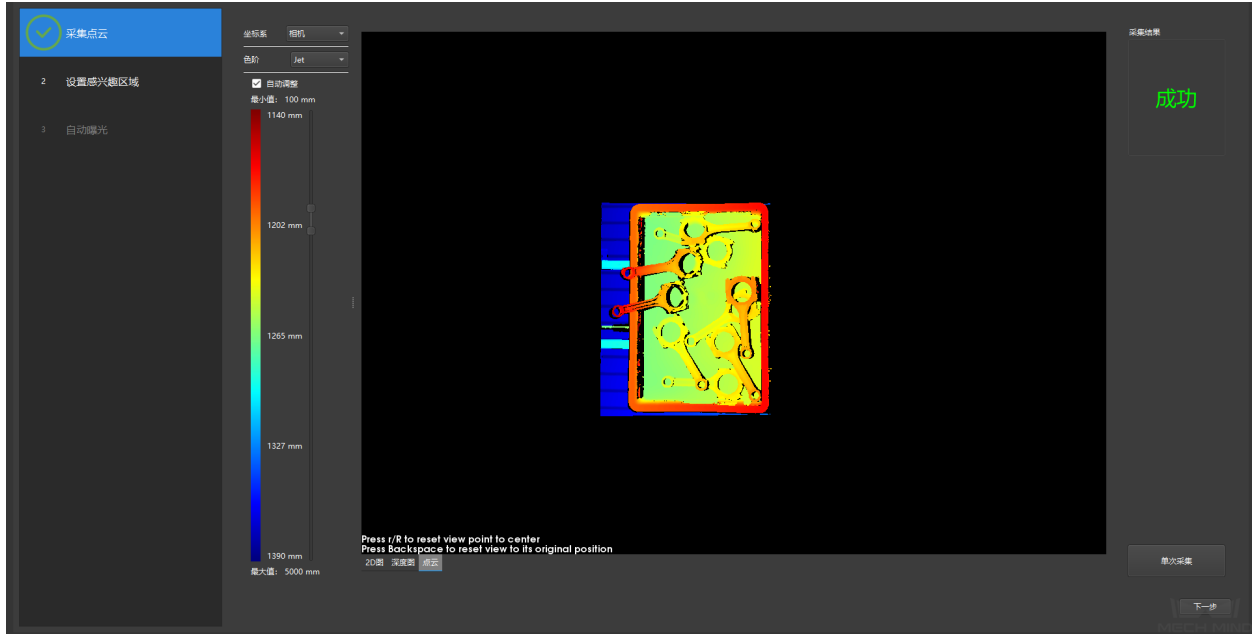 采集点云
2 设置感兴趣区域
3 自动曝光
坐标系 相机
色阶 Jet
自动调整
最小值: 100 mm
1140 mm
1202 mm
1265 mm
1327 mm
1390 mm
最大值: 5000 mm
Press r/R to reset view point to center
Press Backspace to reset view to its original position
2D图 深度图 点云
采集结果
成功
单次采集
下一步
MECH MIND